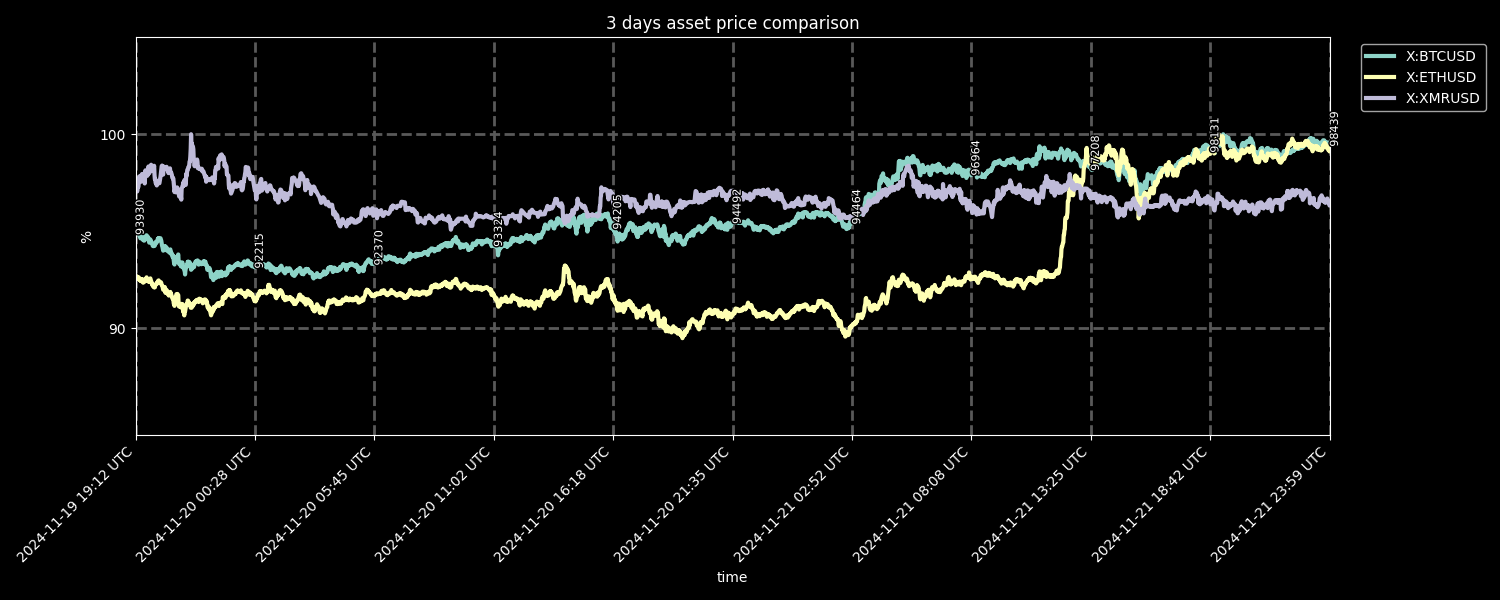 3 days asset price comparison
X:BTCUSD
X:ETHUSD
X:XMRUSD
100
90
%
93930
92215
92370
93324
94205
94492
94464
96964
97208
98131
98439
2024-11-19 19:12 UTC
2024-11-20 00:28 UTC
2024-11-20 05:45 UTC
2024-11-20 11:02 UTC
2024-11-20 16:18 UTC
2024-11-20 21:35 UTC
2024-11-21 02:52 UTC
2024-11-21 08:08 UTC
2024-11-21 13:25 UTC
2024-11-21 18:42 UTC
2024-11-21 23:59 UTC
time